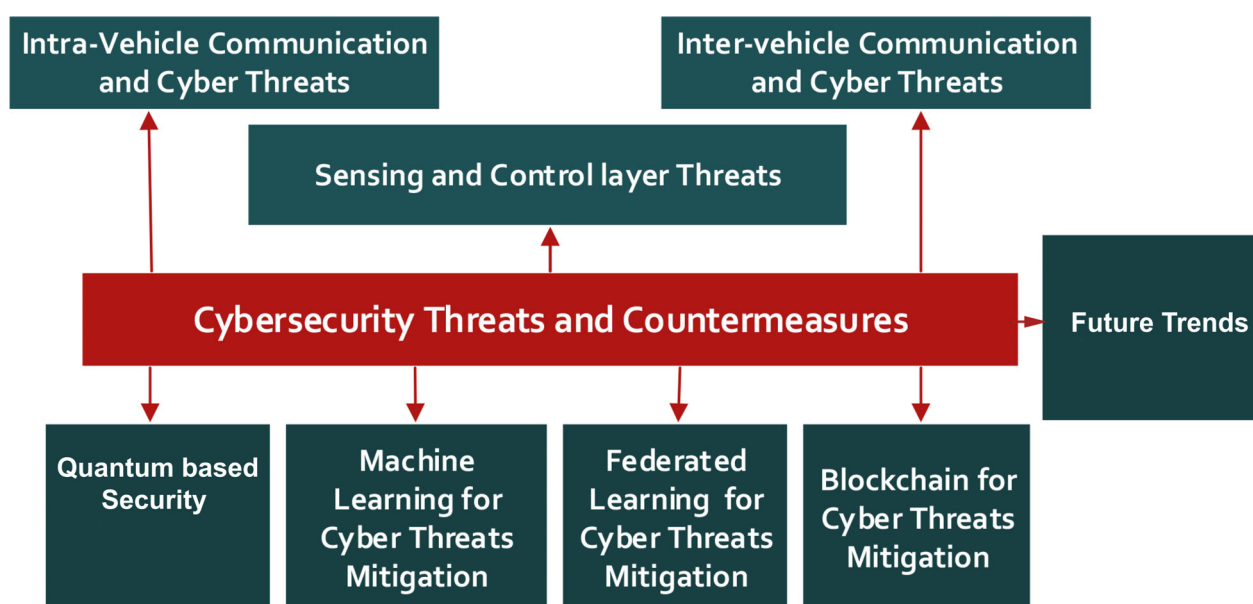 Intra-Vehicle Communication
and Cyber Threats
Inter-vehicle Communication
and Cyber Threats
Sensing and Control layer Threats
Cybersecurity Threats and Countermeasures
Future Trends
Quantum based
Security
Machine
Learning for
Cyber Threats
Mitigation
Federated
Learning for
Cyber Threats
Mitigation
Blockchain for
Cyber Threats
Mitigation